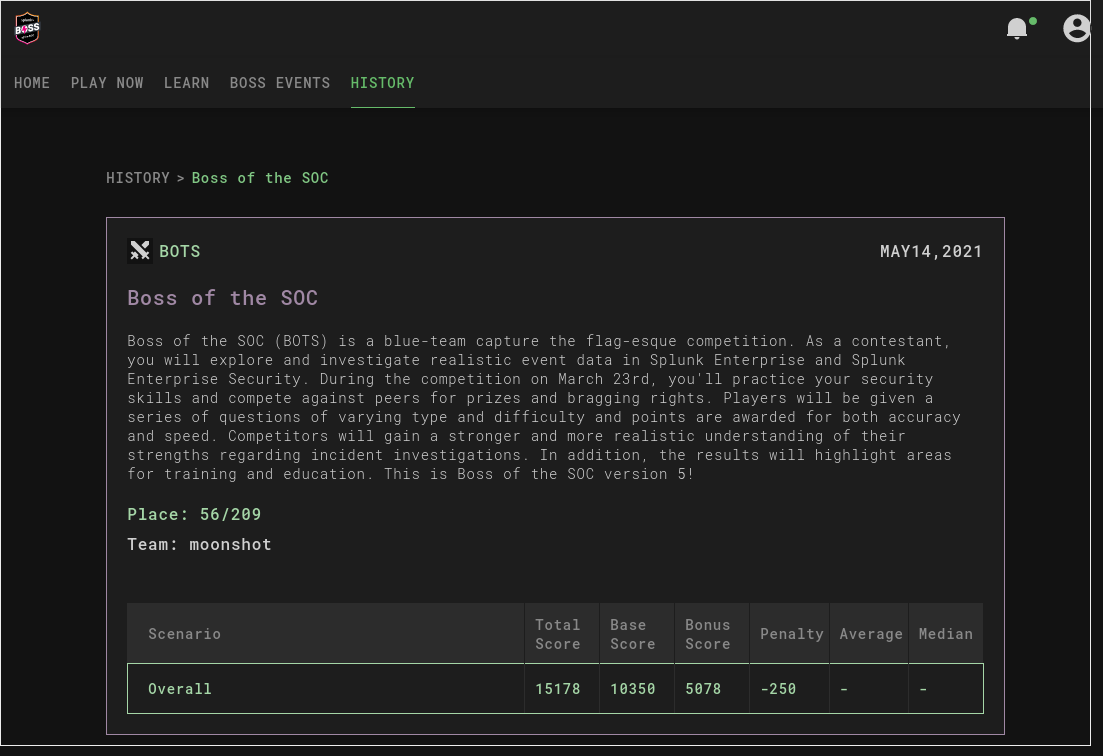 BOSS
HOME PLAY NOW LEARN BOSS EVENTS HISTORY
HISTORY > Boss of the SOC
BOTS MAY14,2021
Boss of the SOC
Boss of the SOC (BOTS) is a blue-team capture the flag-esque competition. As a contestant,
you will explore and investigate realistic event data in Splunk Enterprise and Splunk
Enterprise Security. During the competition on March 23rd, you'll practice your security
skills and compete against peers for prizes and bragging rights. Players will be given a
series of questions of varying type and difficulty and points are awarded for both accuracy
and speed. Competitors will gain a stronger and more realistic understanding of their
strengths regarding incident investigations. In addition, the results will highlight areas
for training and education. This is Boss of the SOC version 5!
Place: 56/209
Team: moonshot
Scenario Total Score Base Score Bonus Score Penalty Average Median
Overall 15178 10350 5078 -250 - -